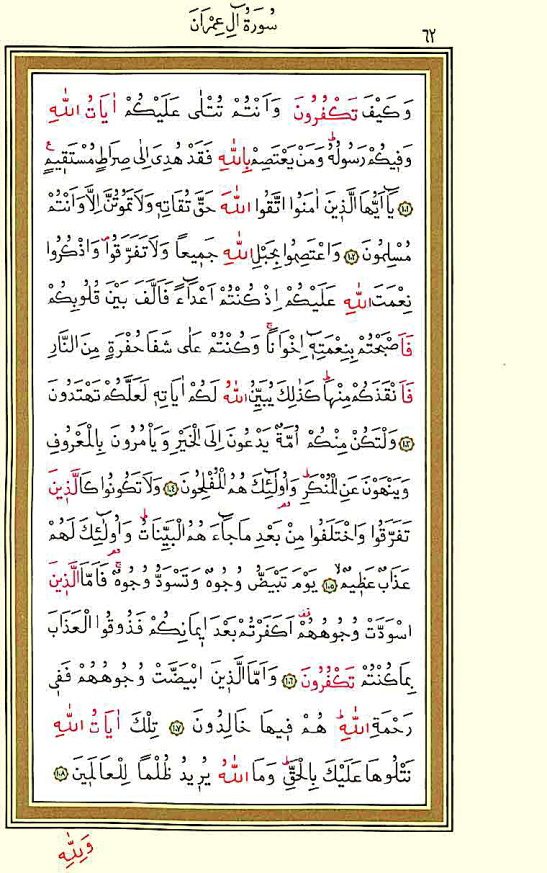 سُورَةُ اٰلِ عِمْرَانَ
٦٢
وَكَيْفَ تَكْفُرُونَ وَاَنْتُمْ تُتْلٰى عَلَيْكُمْ اٰيَاتُ اللّٰهِ
وَفِيكُمْ رَسُولُهُۜ وَمَنْ يَعْتَصِمْ بِاللّٰهِ فَقَدْ هُدِيَ اِلٰى صِرَاطٍ مُسْتَقِيمٍ۟
﴿١٠١﴾ يَٓا اَيُّهَا الَّذِينَ اٰمَنُوا اتَّقُوا اللّٰهَ حَقَّ تُقَاتِه۪ وَلَا تَمُوتُنَّ اِلَّا وَاَنْتُمْ
مُسْلِمُونَ ﴿١٠٢﴾ وَاعْتَصِمُوا بِحَبْلِ اللّٰهِ جَمِيعاً وَلَا تَفَرَّقُواۖ وَاذْكُرُوا
نِعْمَتَ اللّٰهِ عَلَيْكُمْ اِذْ كُنْتُمْ اَعْدَٓاءً فَاَلَّفَ بَيْنَ قُلُوبِكُمْ
فَاَصْبَحْتُمْ بِنِعْمَتِه۪ٓ اِخْوَاناًۚ وَكُنْتُمْ عَلٰى شَفَا حُفْرَةٍ مِنَ النَّارِ
فَاَنْقَذَكُمْ مِنْهَاۜ كَذٰلِكَ يُبَيِّنُ اللّٰهُ لَكُمْ اٰيَاتِه۪ لَعَلَّكُمْ تَهْتَدُونَ
﴿١٠٣﴾ وَلْتَكُنْ مِنْكُمْ اُمَّةٌ يَدْعُونَ اِلَى الْخَيْرِ وَيَأْمُرُونَ بِالْمَعْرُوفِ
وَيَنْهَوْنَ عَنِ الْمُنْكَرِۜ وَاُو۬لٰٓئِكَ هُمُ الْمُفْلِحُونَ ﴿١٠٤﴾ وَلَا تَكُونُوا كَالَّذِينَ
تَفَرَّقُوا وَاخْتَلَفُوا مِنْ بَعْدِ مَا جَٓاءَهُمُ الْبَيِّنَاتُۜ وَاُو۬لٰٓئِكَ لَهُمْ
عَذَابٌ عَظِيمٌۙ ﴿١٠٥﴾ يَوْمَ تَبْيَضُّ وُجُوهٌ وَتَسْوَدُّ وُجُوهٌۚ فَاَمَّا الَّذِينَ
اسْوَدَّتْ وُجُوهُهُمْ۠ اَكَفَرْتُمْ بَعْدَ اِيمَانِكُمْ فَذُوقُوا الْعَذَابَ
بِمَا كُنْتُمْ تَكْفُرُونَ ﴿١٠٦﴾ وَاَمَّا الَّذِينَ ابْيَضَّتْ وُجُوهُهُمْ فَفِي
رَحْمَةِ اللّٰهِۜ هُمْ فِيهَا خَالِدُونَ ﴿١٠٧﴾ تِلْكَ اٰيَاتُ اللّٰهِ
نَتْلُوهَا عَلَيْكَ بِالْحَقِّۜ وَمَا اللّٰهُ يُرِيدُ ظُلْماً لِلْعَالَمِينَ ﴿١٠٨﴾
وَلِلّٰهِ